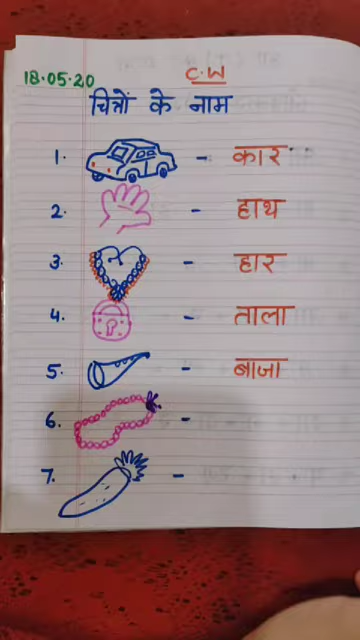 C.W
18.05.20
चित्रों के नाम
1. - कार
2. - हाथ
3. - हार
4. - ताला
5. - बाजा
6. -
7. -